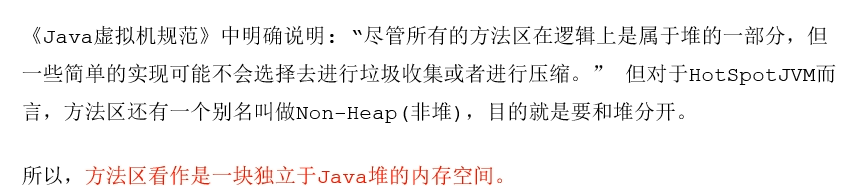 《Java虚拟机规范》中明确说明:“尽管所有的方法区在逻辑上是属于堆的一部分,但
一些简单的实现可能不会选择去进行垃圾收集或者进行压缩。” 但对于HotSpotJVM而
言,方法区还有一个别名叫做Non-Heap(非堆),目的就是要和堆分开。
所以,方法区看作是一块独立于Java堆的内存空间。